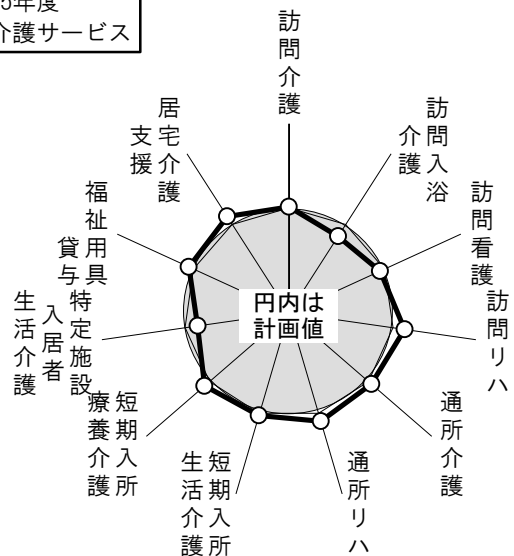 5年度
介護サービス
訪問介護
訪問入浴
介護
訪問看護
訪問リハ
通所介護
通所リハ
短期入所
生活介護
短期入所
療養介護
特定施設
入居者
生活介護
福祉用具
貸与
居宅介護
支援
円内は
計画値